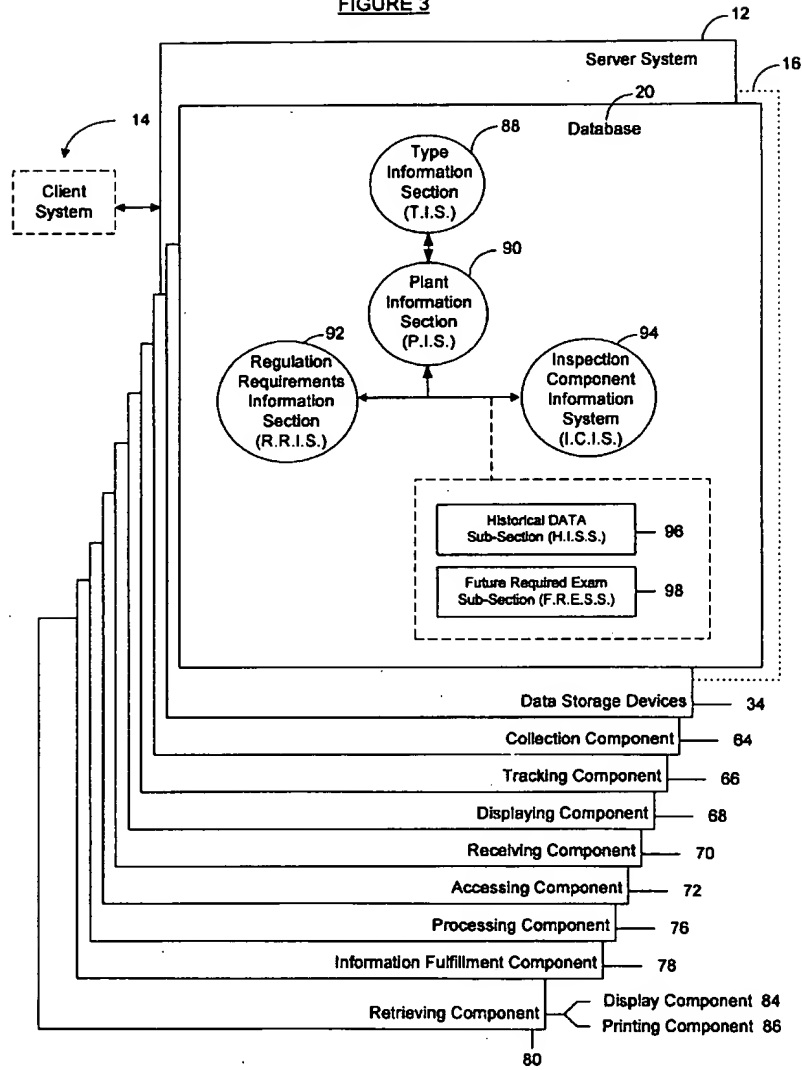 FIGURE 3
12
Server System
16
20
Database
14
Client
System
88
Type
Information
Section
(T.I.S.)
90
Plant
Information
Section
(P.I.S.)
92
Regulation
Requirements
Information
Section
(R.R.I.S.)
94
Inspection
Component
Information
System
(I.C.I.S.)
Historical DATA
Sub-Section (H.I.S.S.)
96
Future Required Exam
Sub-Section (F.R.E.S.S.)
98
Data Storage Devices
34
Collection Component
64
Tracking Component
66
Displaying Component
68
Receiving Component
70
Accessing Component
72
Processing Component
76
Information Fulfillment Component
78
Retrieving Component
Display Component 84
Printing Component 86
80